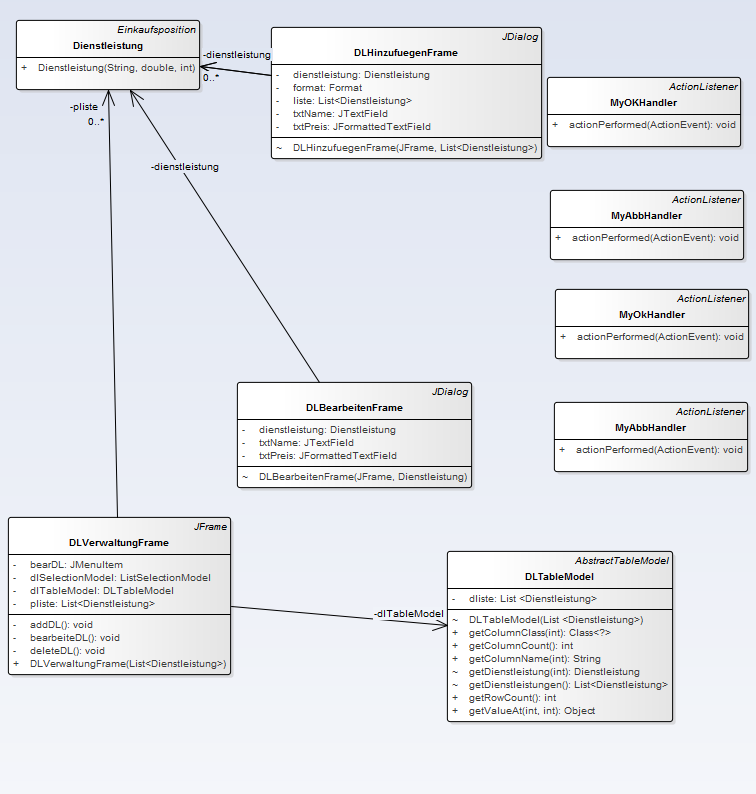 Einkaufsposition
Dienstleistung
+ Dienstleistung(String, double, int)
-dienstleistung
0..*
JDialog
DLHinzufuegenFrame
- dienstleistung: Dienstleistung
- format: Format
- liste: List<Dienstleistung>
- txtName: JTextField
- txtPreis: JFormattedTextField
~ DLHinzufuegenFrame(JFrame, List<Dienstleistung>)
ActionListener
MyOKHandler
+ actionPerformed(ActionEvent): void
-pliste
0..*
-dienstleistung
ActionListener
MyAbbHandler
+ actionPerformed(ActionEvent): void
ActionListener
MyOkHandler
+ actionPerformed(ActionEvent): void
JDialog
DLBearbeitenFrame
- dienstleistung: Dienstleistung
- txtName: JTextField
- txtPreis: JFormattedTextField
~ DLBearbeitenFrame(JFrame, Dienstleistung)
ActionListener
MyAbbHandler
+ actionPerformed(ActionEvent): void
JFrame
DLVerwaltungFrame
- bearDL: JMenuItem
- dlSelectionModel: ListSelectionModel
- dlTableModel: DLTableModel
- pliste: List<Dienstleistung>
- addDL(): void
- bearbeiteDL(): void
- deleteDL(): void
+ DLVerwaltungFrame(List<Dienstleistung>)
-dlTableModel
AbstractTableModel
DLTableModel
- dliste: List <Dienstleistung>
~ DLTableModel(List <Dienstleistung>)
+ getColumnClass(int): Class<?>
+ getColumnCount(): int
+ getColumnName(int): String
~ getDienstleistung(int): Dienstleistung
~ getDienstleistungen(): List<Dienstleistung>
+ getRowCount(): int
+ getValueAt(int, int): Object